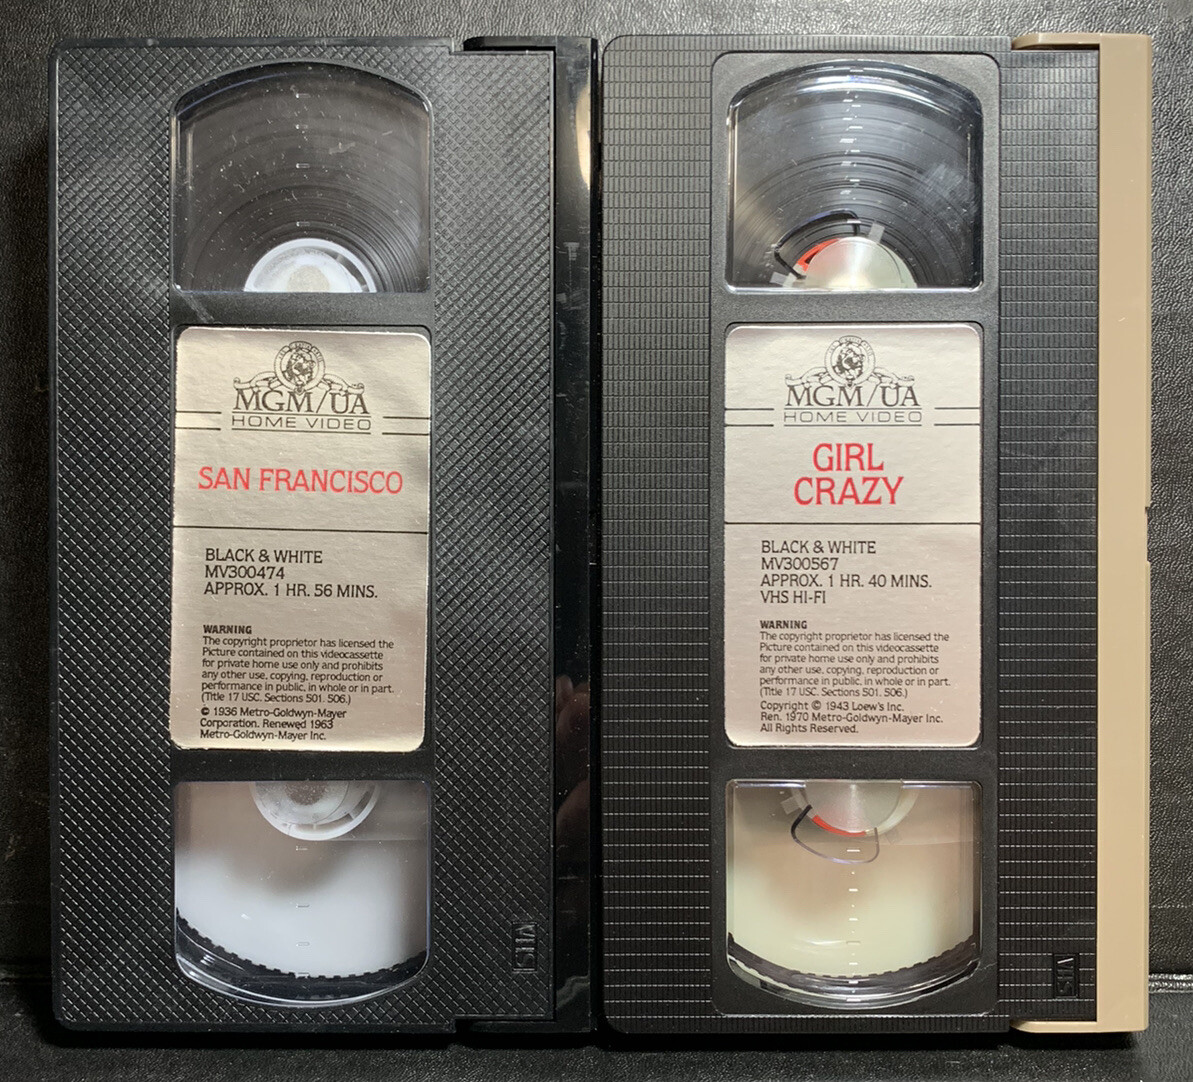 MGM/UA
HOME VIDEO
SAN FRANCISCO
BLACK & WHITE
MV300474
APPROX. 1 HR. 56 MINS.
WARNING
The copyright proprietor has licensed the
Picture contained on this videocassette
for private home use only and prohibits
any other use, copying, reproduction or
performance in public, in whole or in part.
(Title 17 USC. Sections 501. 506.)
© 1936 Metro-Goldwyn-Mayer
Corporation. Renewed 1963
Metro-Goldwyn-Mayer Inc.
VHS
MGM/UA
HOME VIDEO
GIRL
CRAZY
BLACK & WHITE
MV300567
APPROX. 1 HR. 40 MINS.
VHS HI-FI
WARNING
The copyright proprietor has licensed the
Picture contained on this videocassette
for private home use only and prohibits
any other use, copying, reproduction or
performance in public, in whole or in part.
(Title 17 USC. Sections 501. 506.)
Copyright © 1943 Loew's Inc.
Ren. 1970 Metro-Goldwyn-Mayer Inc.
All Rights Reserved.
VHS